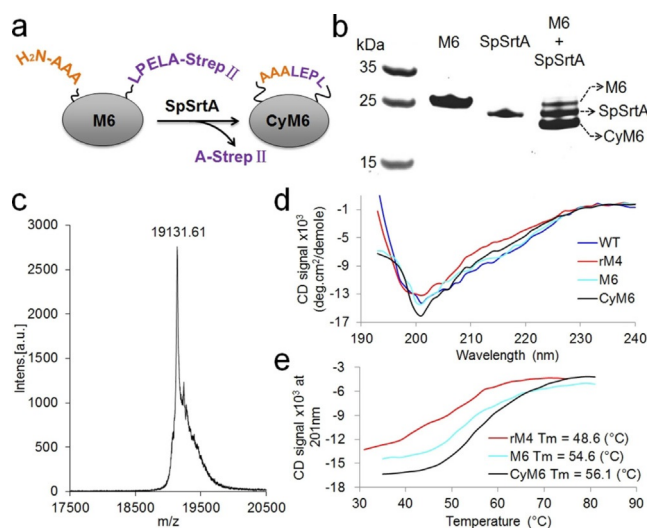 a
H₂N-AAA
LPELA-Strep II
M6
SpSrtA
A-Strep II
AAALEPL
CyM6
b
kDa
M6
SpSrtA
M6
+
SpSrtA
35
25
15
M6
SpSrtA
CyM6
c
19131.61
Intens.[a.u.]
3000
2500
2000
1500
1000
500
0
17500
18500
19500
20500
m/z
d
CD signal x10³
(deg.cm²/demole)
-1
-5
-9
-13
-17
WT
rM4
M6
CyM6
190
200
210
220
230
240
Wavelength (nm)
e
CD signal x10³ at
201nm
-3
-6
-9
-12
-15
-18
rM4 Tm = 48.6 (°C)
M6 Tm = 54.6 (°C)
CyM6 Tm = 56.1 (°C)
30
40
50
60
70
80
90
Temperature (°C)